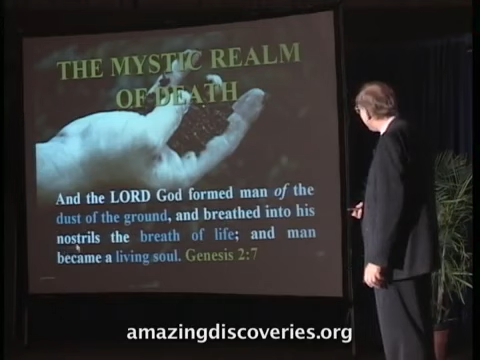 THE MYSTIC REALM
OF DEATH
And the LORD God formed man of the
dust of the ground, and breathed into his
nostrils the breath of life; and man
became a living soul. Genesis 2:7
amazingdiscoveries.org